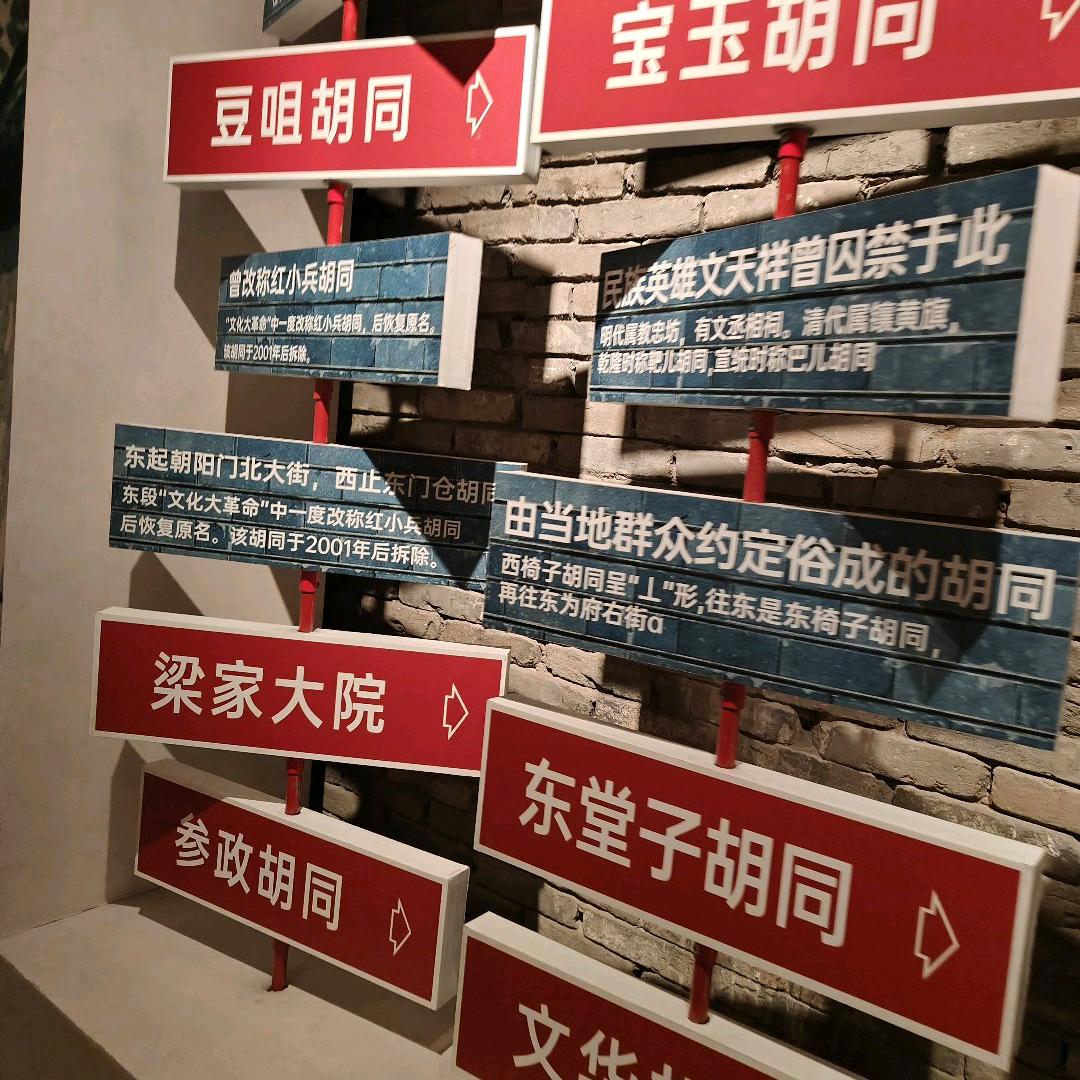 豆咀胡同
宝玉胡同
曾改称红小兵胡同
"文化大革命"中一度改称红小兵胡同，后恢复原名。
该胡同于2001年后拆除。
民族英雄文天祥曾囚禁于此
明代属教忠坊，有文丞相祠。清代属镶黄旗，
乾隆时称靶儿胡同,宣统时称巴儿胡同
东起朝阳门北大街，西止东门仓胡同
东段"文化大革命"中一度改称红小兵胡同
后恢复原名。该胡同于2001年后拆除。
由当地群众约定俗成的胡同
西椅子胡同呈"⊥"形,往东是东椅子胡同，
再往东为府右街α
梁家大院
东堂子胡同
参政胡同
文华胡